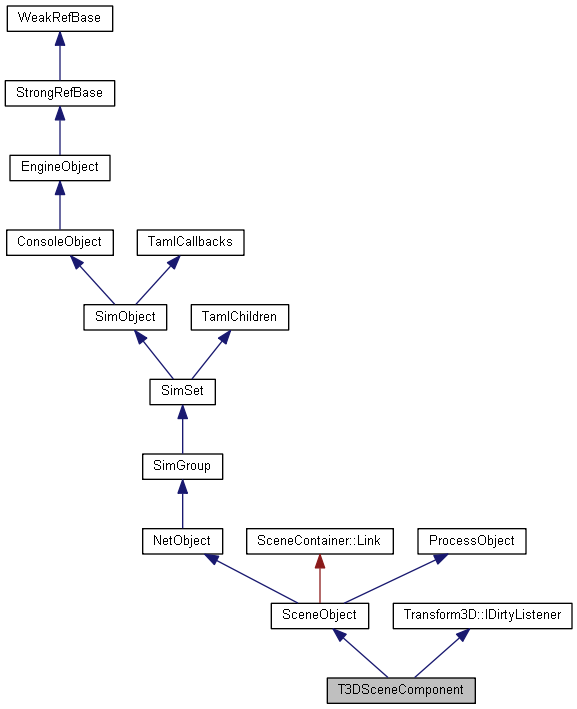 WeakRefBase
StrongRefBase
EngineObject
ConsoleObject
TamlCallbacks
SimObject
TamlChildren
SimSet
SimGroup
NetObject
SceneContainer::Link
ProcessObject
SceneObject
Transform3D::IDirtyListener
T3DSceneComponent